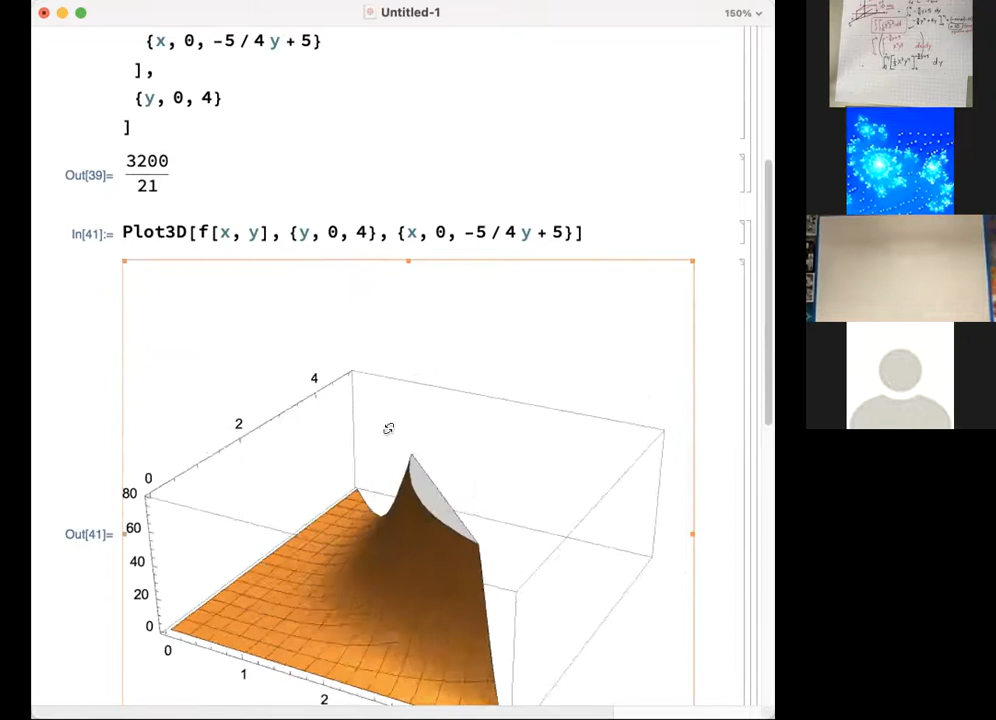 Untitled-1
150%
{x, 0, -5/4 y + 5}
],
{y, 0, 4}
]
Out[39]= 3200
21
In[41]:= Plot3D[f[x, y], {y, 0, 4}, {x, 0, -5/4 y + 5}]
4
2
0
80
60
Out[41]=
40
20
0
0
1
2